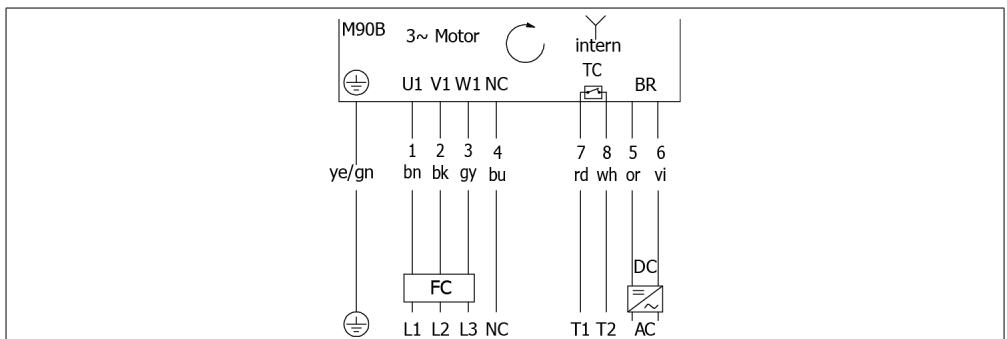 M90B 3~ Motor
intern
TC
U1 V1 W1 NC BR
1 2 3 4 7 8 5 6
ye/gn bn bk gy bu rd wh or vi
DC
FC
L1 L2 L3 NC T1 T2 AC